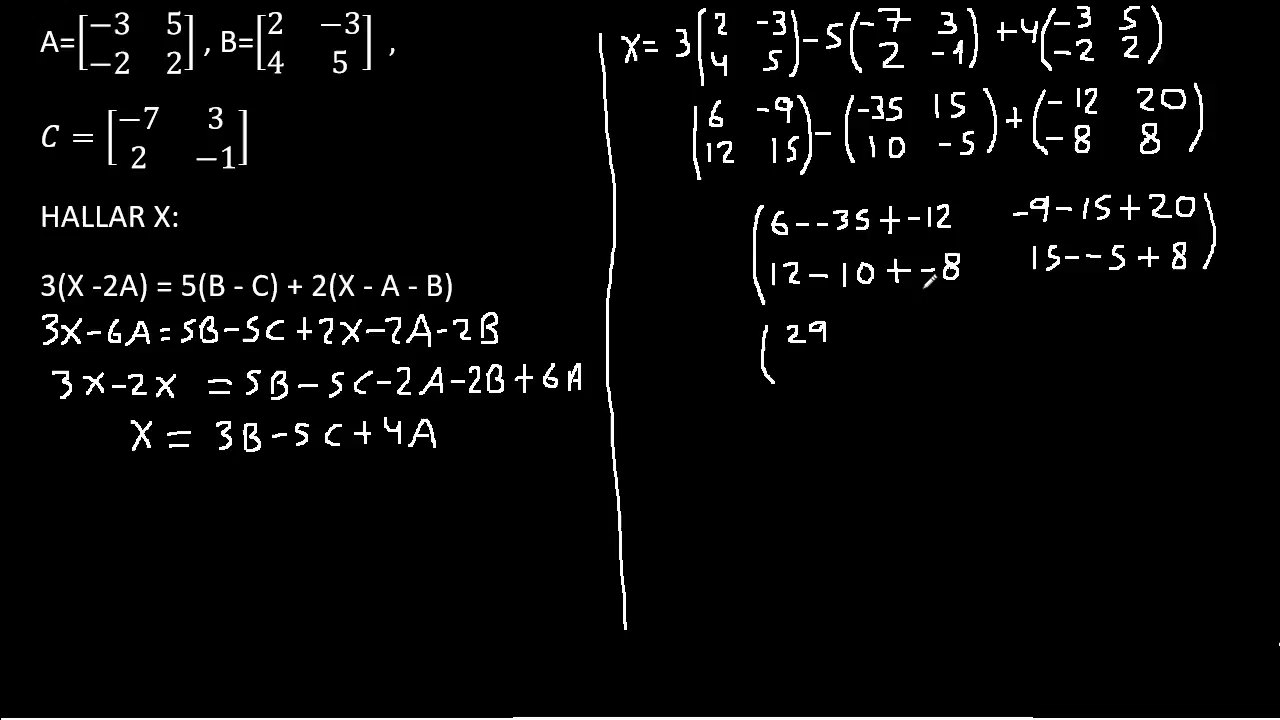 A=[−3 5
−2 2] , B=[2 −3
4 5] ,
C = [−7 3
2 −1]
HALLAR X:
3(X -2A) = 5(B - C) + 2(X - A - B)
3X-6A=5B-5C+2X-2A-2B
3X-2X = 5B-5C-2A-2B+6A
X = 3B-5C+4A
X= 3(2 -3
4 5)-5(-7 3
2 -1)+4(-3 5
-2 2)
(6 -9
12 15)-(-35 15
10 -5)+(-12 20
-8 8)
(6--35+-12 -9-15+20
12-10+-8 15--5+8)
(29